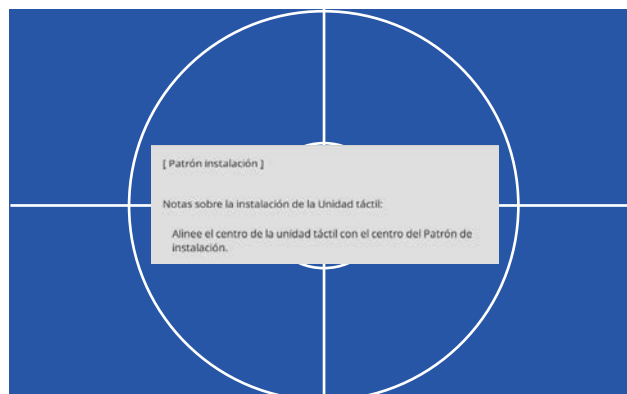 [ Patrón instalación ]
Notas sobre la instalación de la Unidad táctil:
Alinee el centro de la unidad táctil con el centro del Patrón de
instalación.